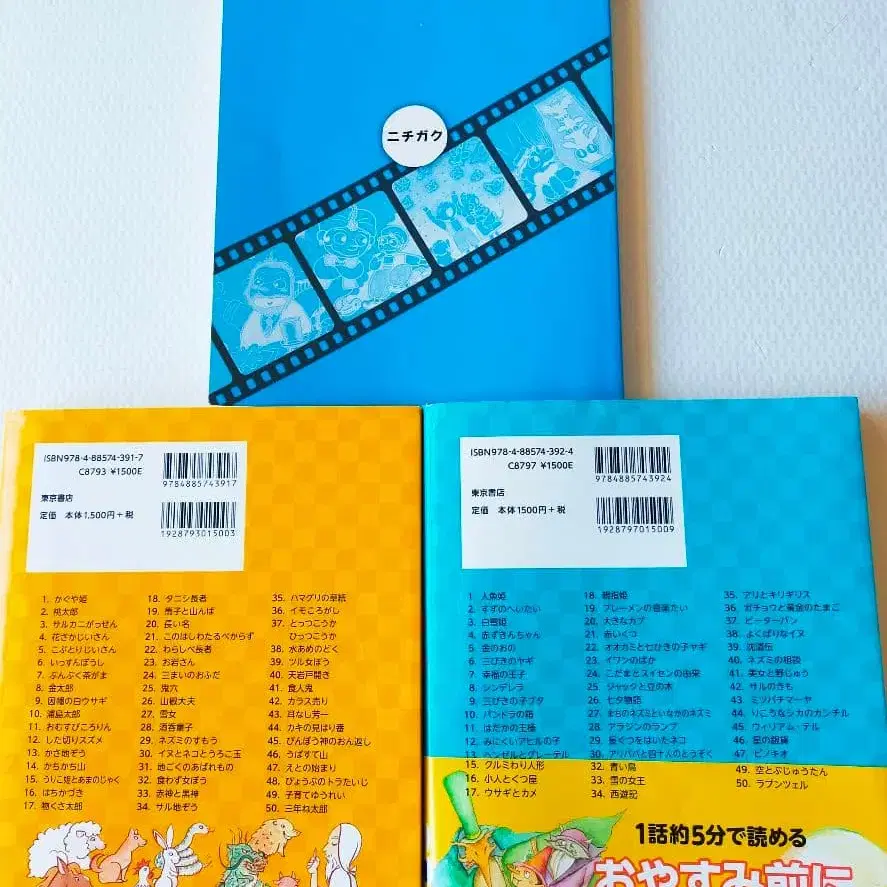 ニチガク
ISBN978-4-88574-391-7
C8793 ¥1500E
9784885743917
東京書店
定価 本体1,500円+税
1928793015003
1. かぐや姫
2. 桃太郎
3. サルカニがっせん
4. 花さかじいさん
5. こぶとりじいさん
6. いっすんぼうし
7. ぶんぶく茶がま
8. 金太郎
9. 因幡の白ウサギ
10. 浦島太郎
11. おむすびころりん
12. した切りスズメ
13. かさ地ぞう
14. かちかち山
15. うりこ姫とあまのじゃく
16. はちかづき
17. 物くさ太郎
18. タニシ長者
19. 馬子と山んば
20. 長い名
21. このはしわたるべからず
22. わらしべ長者
23. お岩さん
24. 三まいのおふだ
25. 鬼六
26. 山椒大夫
27. 雪女
28. 酒呑童子
29. ネズミのすもう
30. イヌとネコとうろこ玉
31. 地ごくのあばれもの
32. 食わず女ぼう
33. 赤神と黒神
34. サル地ぞう
35. ハマグリの草紙
36. イモころがし
37. とっつこうか
ひっつこうか
38. 水あめのどく
39. ツル女ぼう
40. 天岩戸開き
41. 食人鬼
42. カラス売り
43. 耳なし芳一
44. カキの見はり番
45. びんぼう神のおん返し
46. うばすて山
47. えとの始まり
48. びょうぶのトラたいじ
49. 子育てゆうれい
50. 三年ね太郎
ISBN978-4-88574-392-4
C8797 ¥1500E
9784885743924
東京書店
定価 本体1500円+税
1928797015009
1. 人魚姫
2. すずのへいたい
3. 白雪姫
4. 赤ずきんちゃん
5. 金のおの
6. 三びきのヤギ
7. 幸福の王子
8. シンデレラ
9. 三びきの子ブタ
10. パンドラの箱
11. はだかの王様
12. みにくいアヒルの子
13. ヘンゼルとグレーテル
15. クルミわり人形
16. 小人とくつ屋
17. ウサギとカメ
18. 親指姫
19. ブレーメンの音楽たい
20. 大きなカブ
21. 赤いくつ
22. オオカミと七ひきの子ヤギ
23. イワンのばか
24. こだまとスイセンの由来
25. ジャックと豆の木
26. 七夕物語
27. まちのネズミといなかのネズミ
28. アラジンのランプ
29. 長ぐつをはいたネコ
30. アリババと四十人のとうぞく
32. 青い鳥
33. 雪の女王
34. 西遊記
35. アリとキリギリス
36. ガチョウと黄金のたまご
37. ピーターパン
38. よくばりなイヌ
39. 沈清伝
40. ネズミの相談
41. 美女と野じゅう
42. サルのきも
43. ミツバチマーヤ
44. りこうなシカのカンチル
45. ウィリアム・テル
46. 星の銀貨
47. ピノキオ
49. 空とぶじゅうたん
50. ラプンツェル
1話約5分で読める
おやすみ前に